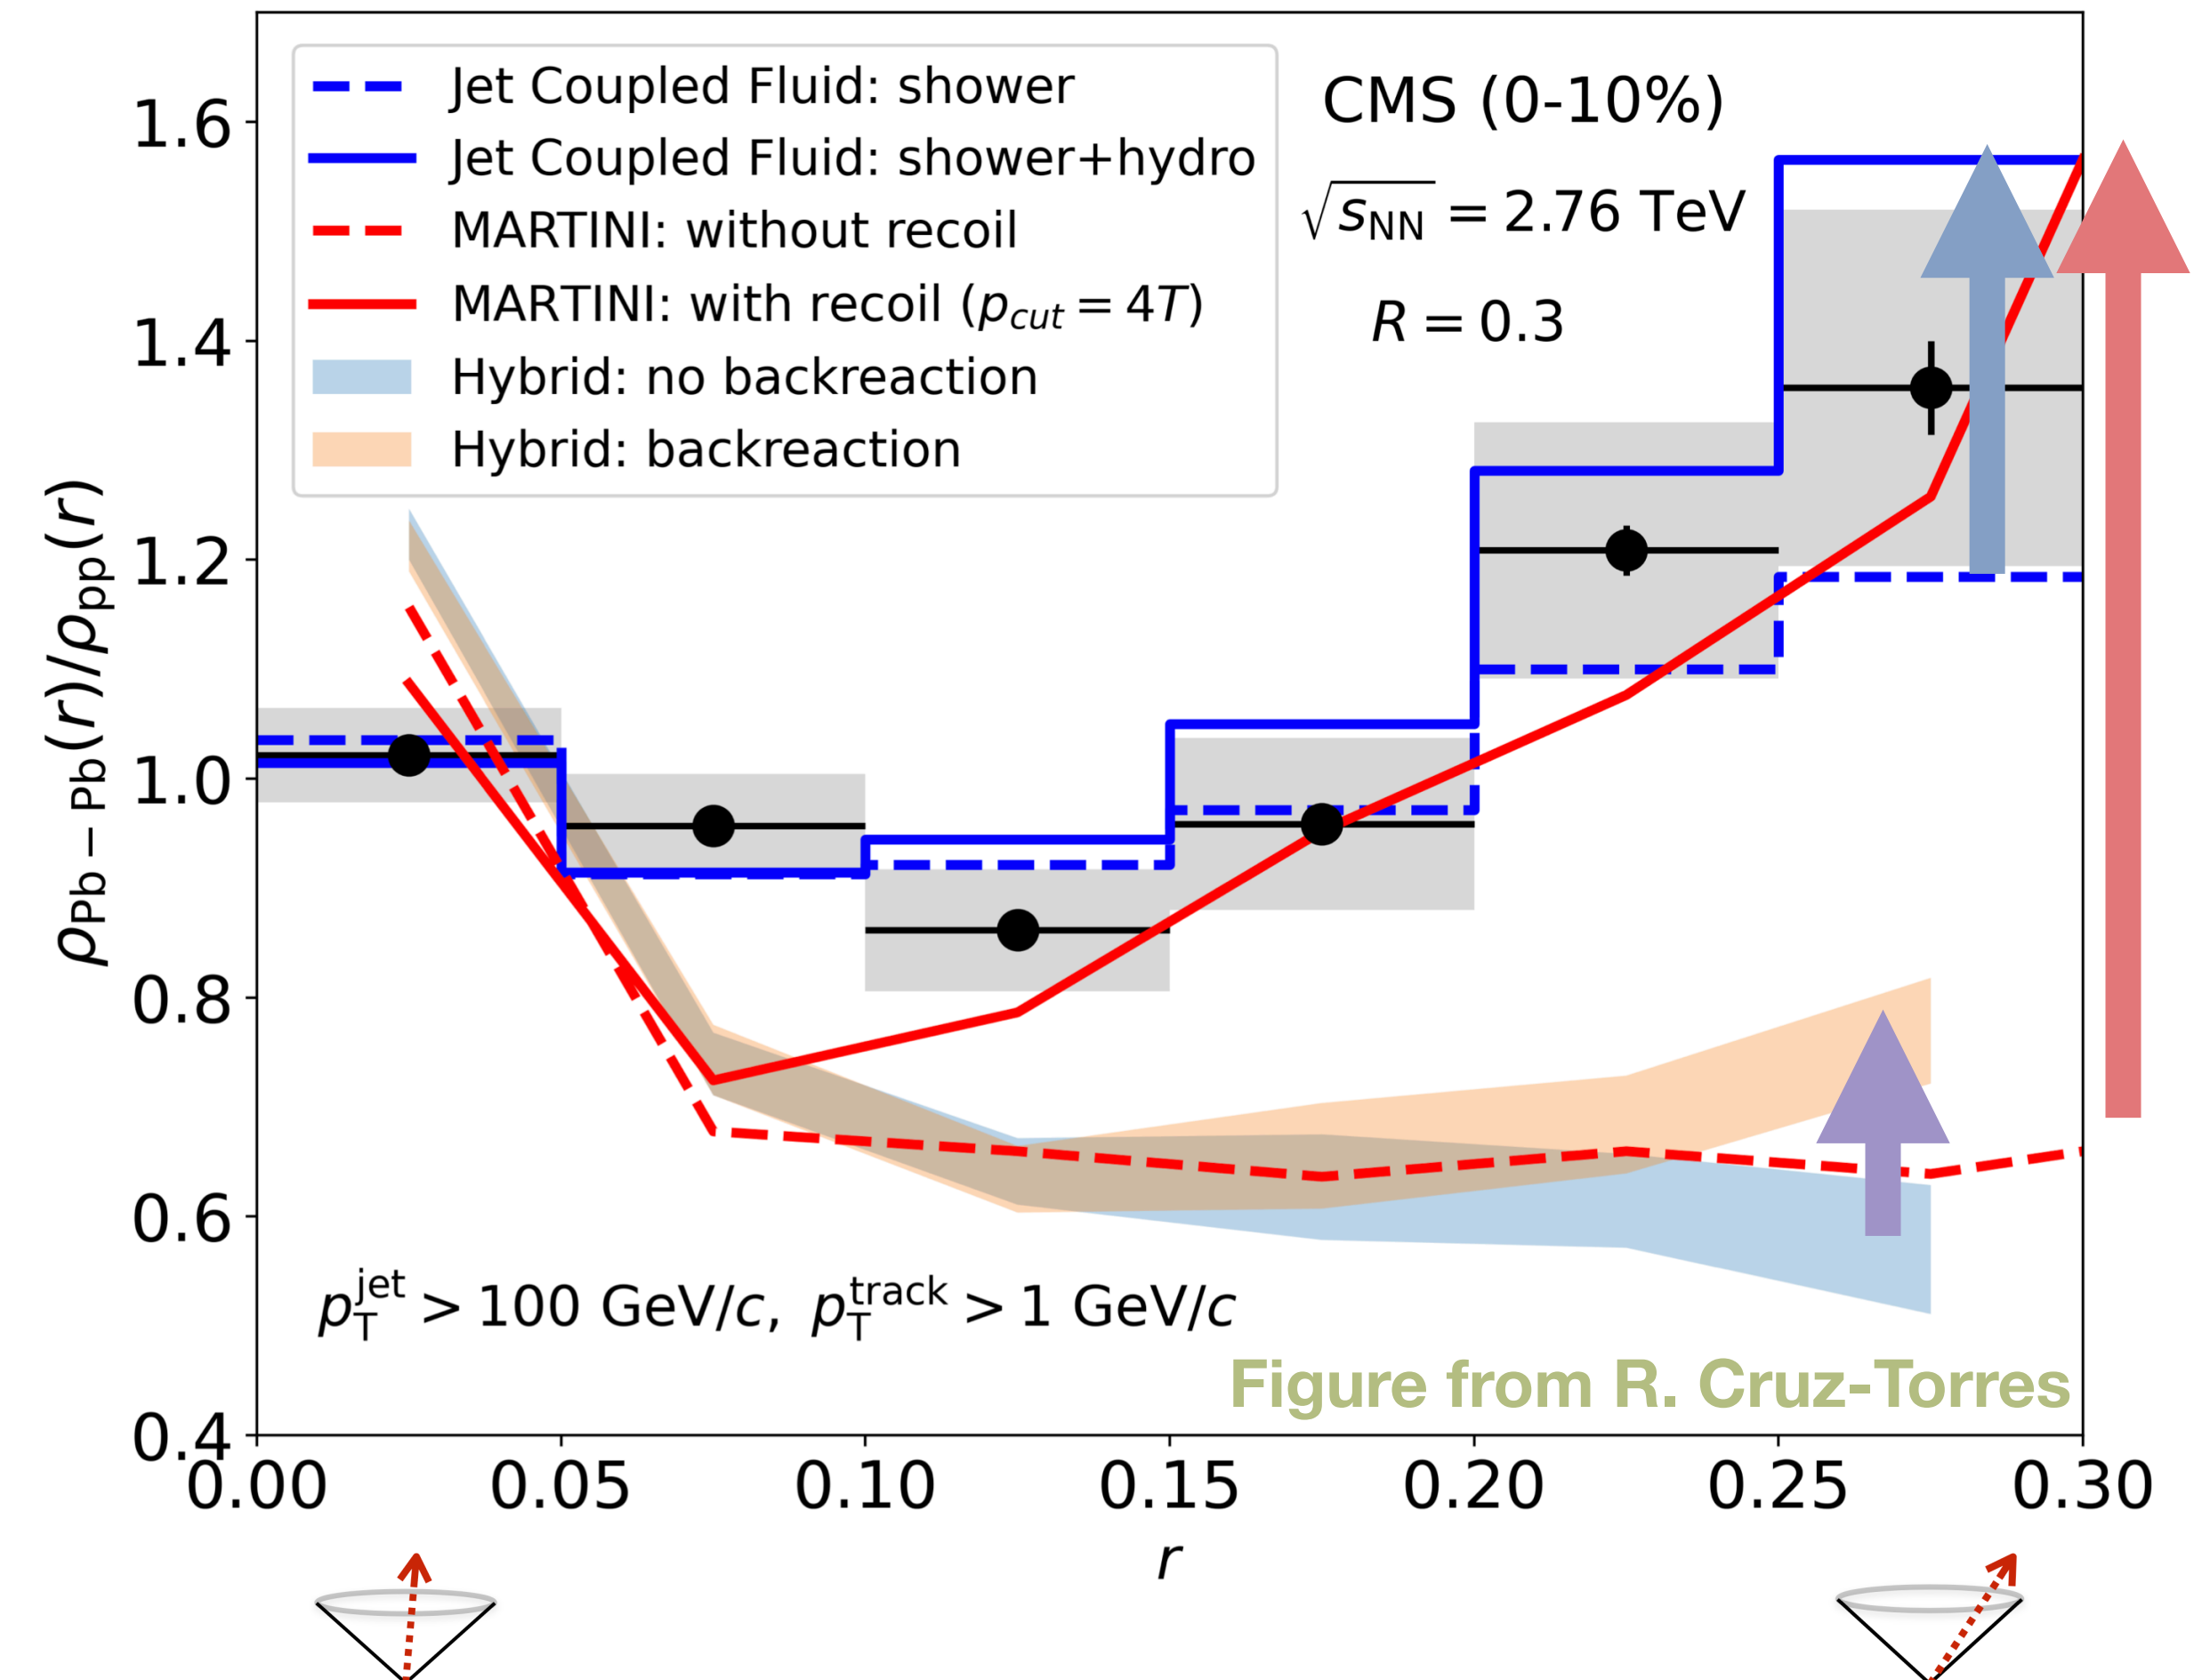 Jet Coupled Fluid: shower
Jet Coupled Fluid: shower+hydro
MARTINI: without recoil
MARTINI: with recoil (p_cut = 4T)
Hybrid: no backreaction
Hybrid: backreaction
CMS (0-10%)
√s_NN = 2.76 TeV
R = 0.3
ρ_Pb−Pb(r)/ρ_pp(r)
1.6
1.4
1.2
1.0
0.8
0.6
0.4
p_T^jet > 100 GeV/c, p_T^track > 1 GeV/c
Figure from R. Cruz-Torres
0.00 0.05 0.10 0.15 0.20 0.25 0.30
r